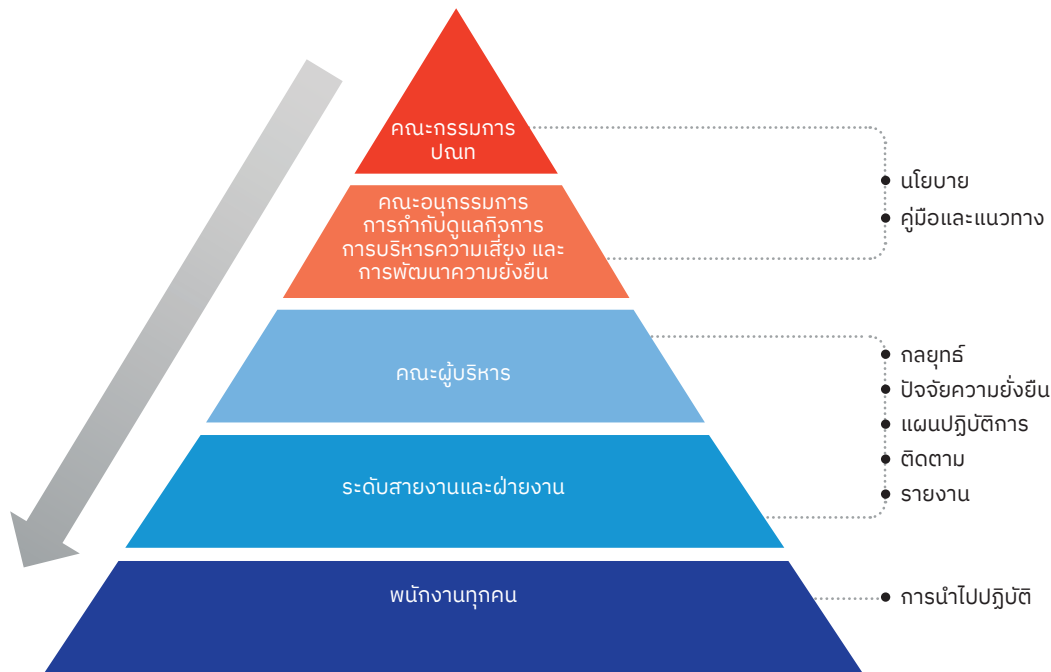 คณะกรรมการ
ปณท
คณะอนุกรรมการ
การกำกับดูแลกิจการ
การบริหารความเสี่ยง และ
การพัฒนาความยั่งยืน
คณะผู้บริหาร
ระดับสายงานและฝ่ายงาน
พนักงานทุกคน
นโยบาย
คู่มือและแนวทาง
กลยุทธ์
ปัจจัยความยั่งยืน
แผนปฏิบัติการ
ติดตาม
รายงาน
การนำไปปฏิบัติ